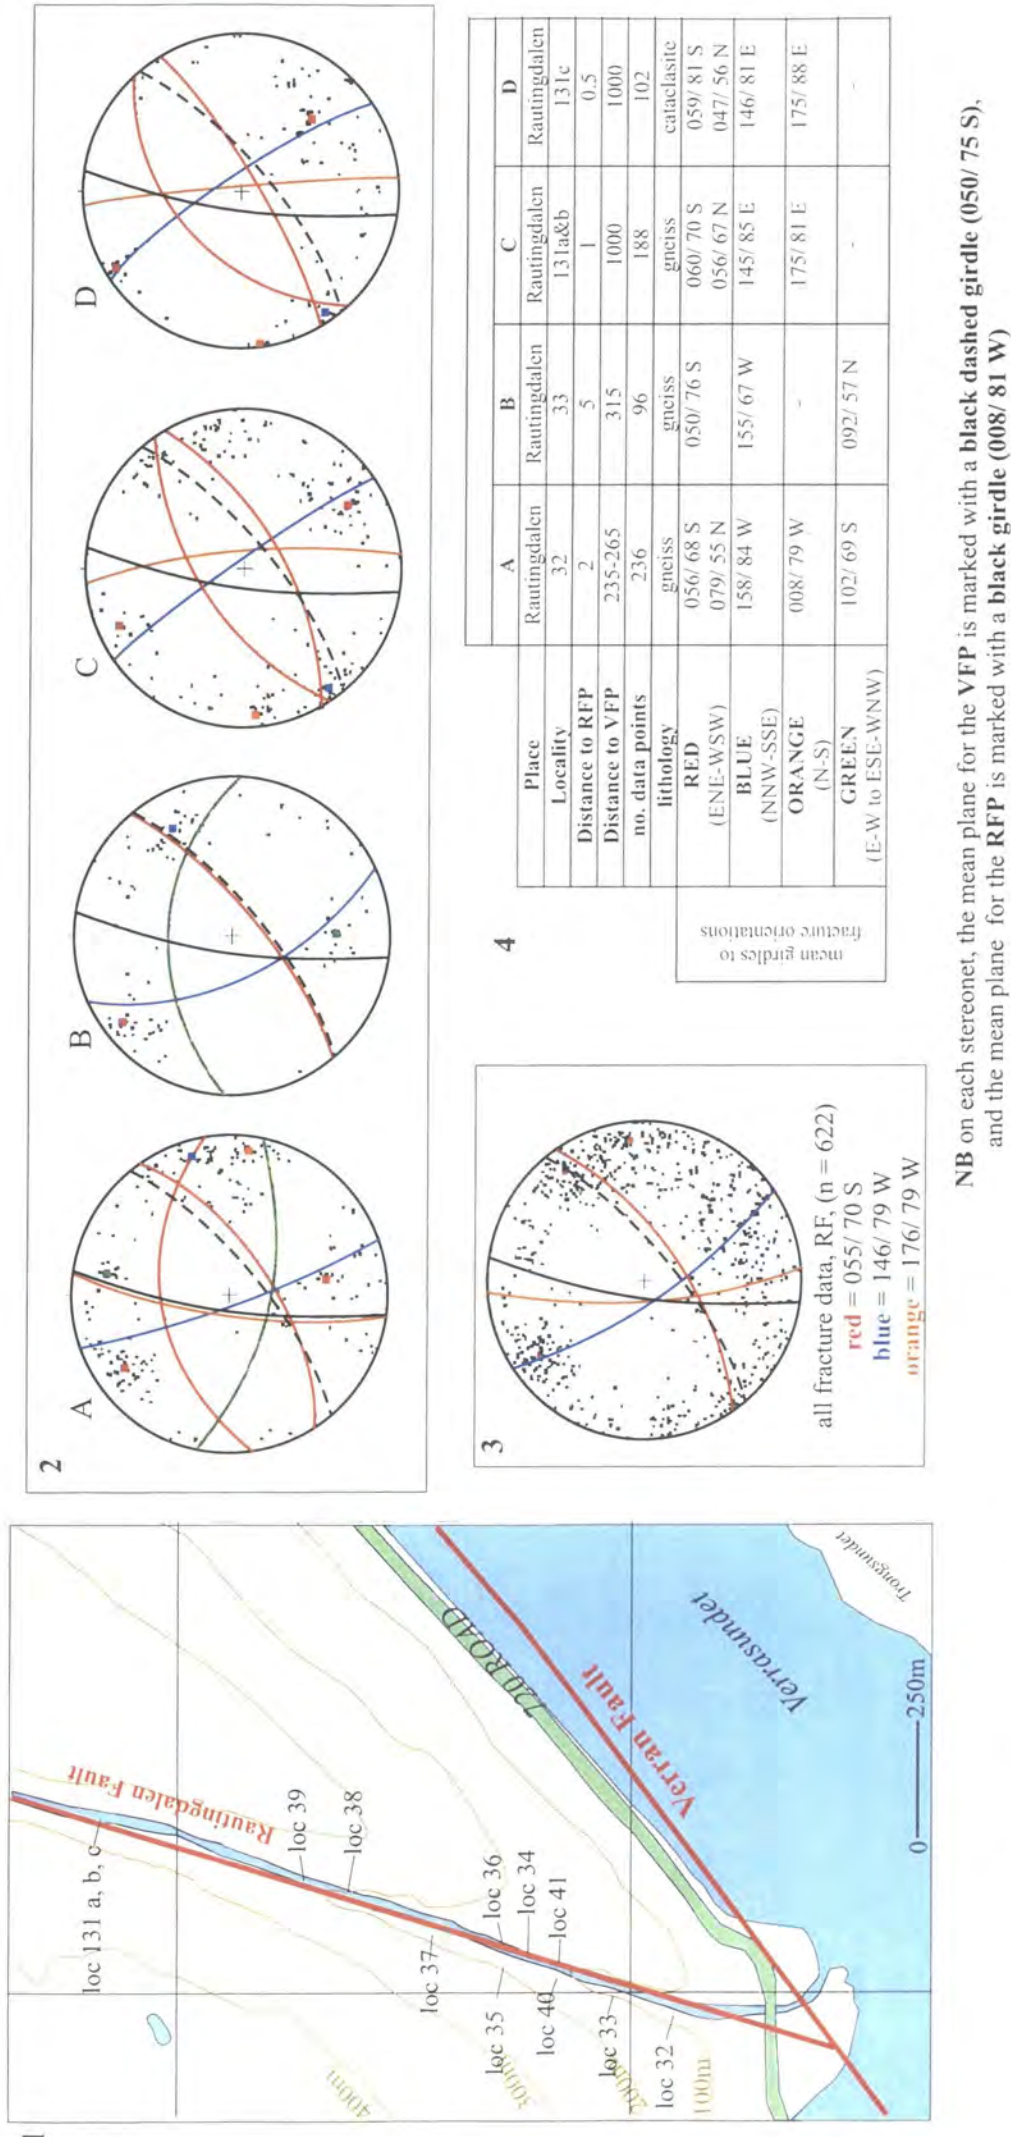 1
loc 131 a, b, c
Rautingdalen Fault
loc 39
loc 38
loc 37
loc 36
loc 34
loc 41
loc 35
loc 40
loc 33
loc 32
400m
300m
200m
100m
720 ROAD
Verran Fault
Verrasundet
Trongsundet
0
250m
2
A
B
C
D
3
all fracture data, RF, (n = 622)
red = 055/ 70 S
blue = 146/ 79 W
orange = 176/ 79 W
4
A B C D
Place Rautingdalen Rautingdalen Rautingdalen Rautingdalen
Locality 32 33 131a&b 131c
Distance to RFP 2 5 1 0.5
Distance to VFP 235-265 315 1000 1000
no. data points 236 96 188 102
lithology gneiss gneiss gneiss cataclasite
mean girdles to
fracture orientations
RED 056/ 68 S 050/ 76 S 060/ 70 S 059/ 81 S
(ENE-WSW) 079/ 55 N 056/ 67 N 047/ 56 N
BLUE 158/ 84 W 155/ 67 W 145/ 85 E 146/ 81 E
(NNW-SSE)
ORANGE 008/ 79 W - 175/ 81 E 175/ 88 E
(N-S)
GREEN 102/ 69 S 092/ 57 N - -
(E-W to ESE-WNW)
NB on each stereonet, the mean plane for the VFP is marked with a black dashed girdle (050/ 75 S),
and the mean plane for the RFP is marked with a black girdle (008/ 81 W)